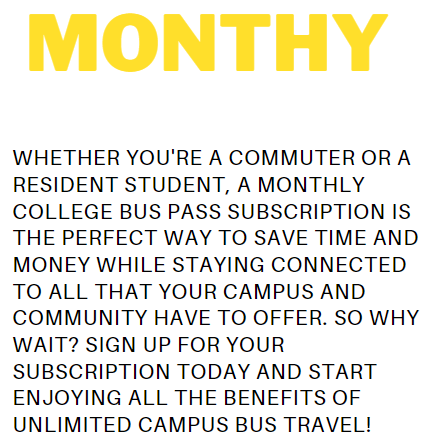 MONTHY
WHETHER YOU'RE A COMMUTER OR A
RESIDENT STUDENT, A MONTHLY
COLLEGE BUS PASS SUBSCRIPTION IS
THE PERFECT WAY TO SAVE TIME AND
MONEY WHILE STAYING CONNECTED
TO ALL THAT YOUR CAMPUS AND
COMMUNITY HAVE TO OFFER. SO WHY
WAIT? SIGN UP FOR YOUR
SUBSCRIPTION TODAY AND START
ENJOYING ALL THE BENEFITS OF
UNLIMITED CAMPUS BUS TRAVEL!